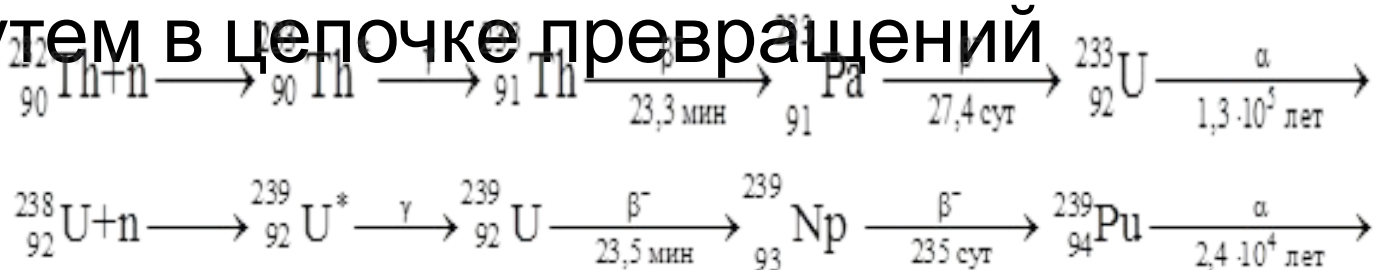 утем в цепочке превращений
²³²₉₀Th+n ⟶ ₉₀Th ⟶ ₉₁Th ⟶ 23,3 мин ₉₁Pa ⟶ 27,4 сут ²³³₉₂U ⟶ α 1,3·10⁵ лет
²³⁸₉₂U+n ⟶ ²³⁹₉₂U* ⟶ γ ²³⁹₉₂U ⟶ β⁻ 23,5 мин ²³⁹₉₃Np ⟶ β⁻ 235 сут ²³⁹₉₄Pu ⟶ α 2,4·10⁴ лет